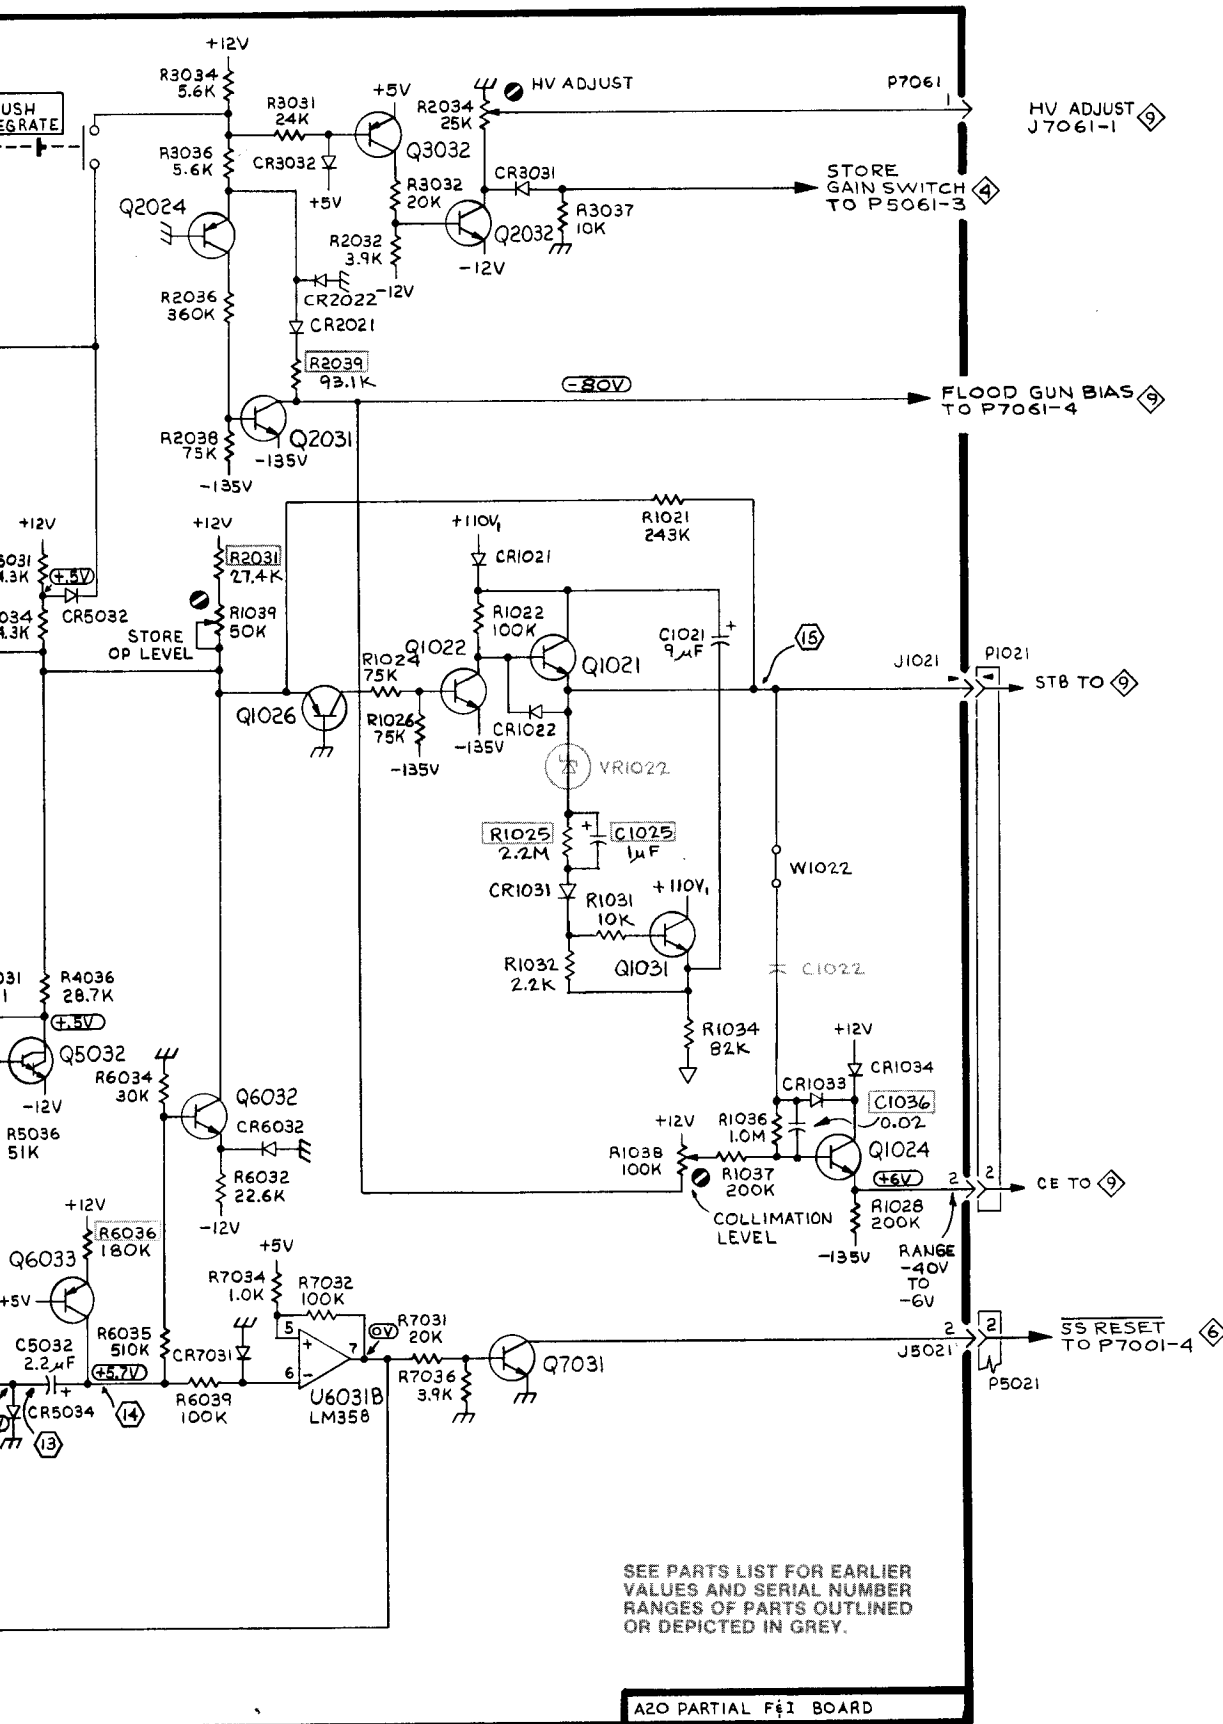 +12V
R3034
5.6K
USH
EGRATE
R3031
24K
+5V
R2034
25K
HV ADJUST
P7061
1
HV ADJUST
J7061-1
9
R3036
5.6K
CR3032
+5V
Q3032
R3032
20K
CR3031
STORE
GAIN SWITCH
TO P5061-3
4
Q2024
R3037
10K
Q2032
-12V
R2032
3.9K
-12V
CR2022
R2036
360K
CR2021
R2039
93.1K
-80V
FLOOD GUN BIAS
TO P7061-4
9
Q2031
-135V
R2038
75K
-135V
R1021
243K
+12V
+12V
+110V₁
CR1021
5031
4.3K
+.5V
R2031
27.4K
CR5032
034
4.3K
R1039
50K
STORE
OP LEVEL
R1022
100K
C1021
+
9µF
15
Q1022
Q1021
R1024
75K
J1021
P1021
STB TO 9
Q1026
R1026
75K
-135V
CR1022
-135V
VR1022
R1025
2.2M
+
C1025
1µF
W1022
CR1031
R1031
10K
+110V₁
R1032
2.2K
Q1031
C1022
031
1
R4036
28.7K
+.5V
Q5032
-12V
R5036
51K
R1034
82K
+12V
CR1034
CR1033
C1036
0.02
R6034
30K
Q6032
CR6032
R6032
22.6K
-12V
+12V
R1038
100K
R1036
1.0M
R1037
200K
Q1024
+6V
2
2
CE TO 9
COLLIMATION
LEVEL
R1028
200K
-135V
RANGE
-40V
TO
-6V
+12V
R6036
180K
Q6033
+5V
+5V
R7034
1.0K
R7032
100K
5
+
6
-
7
0V
R7031
20K
Q7031
2
2
SS RESET
TO P7001-4
6
J5021
P5021
C5032
2.2µF
+
+5.7V
R6035
510K
CR7031
R6039
100K
U6031B
LM358
R7036
3.9K
CR5034
13
14
SEE PARTS LIST FOR EARLIER
VALUES AND SERIAL NUMBER
RANGES OF PARTS OUTLINED
OR DEPICTED IN GREY.
A20 PARTIAL F&I BOARD